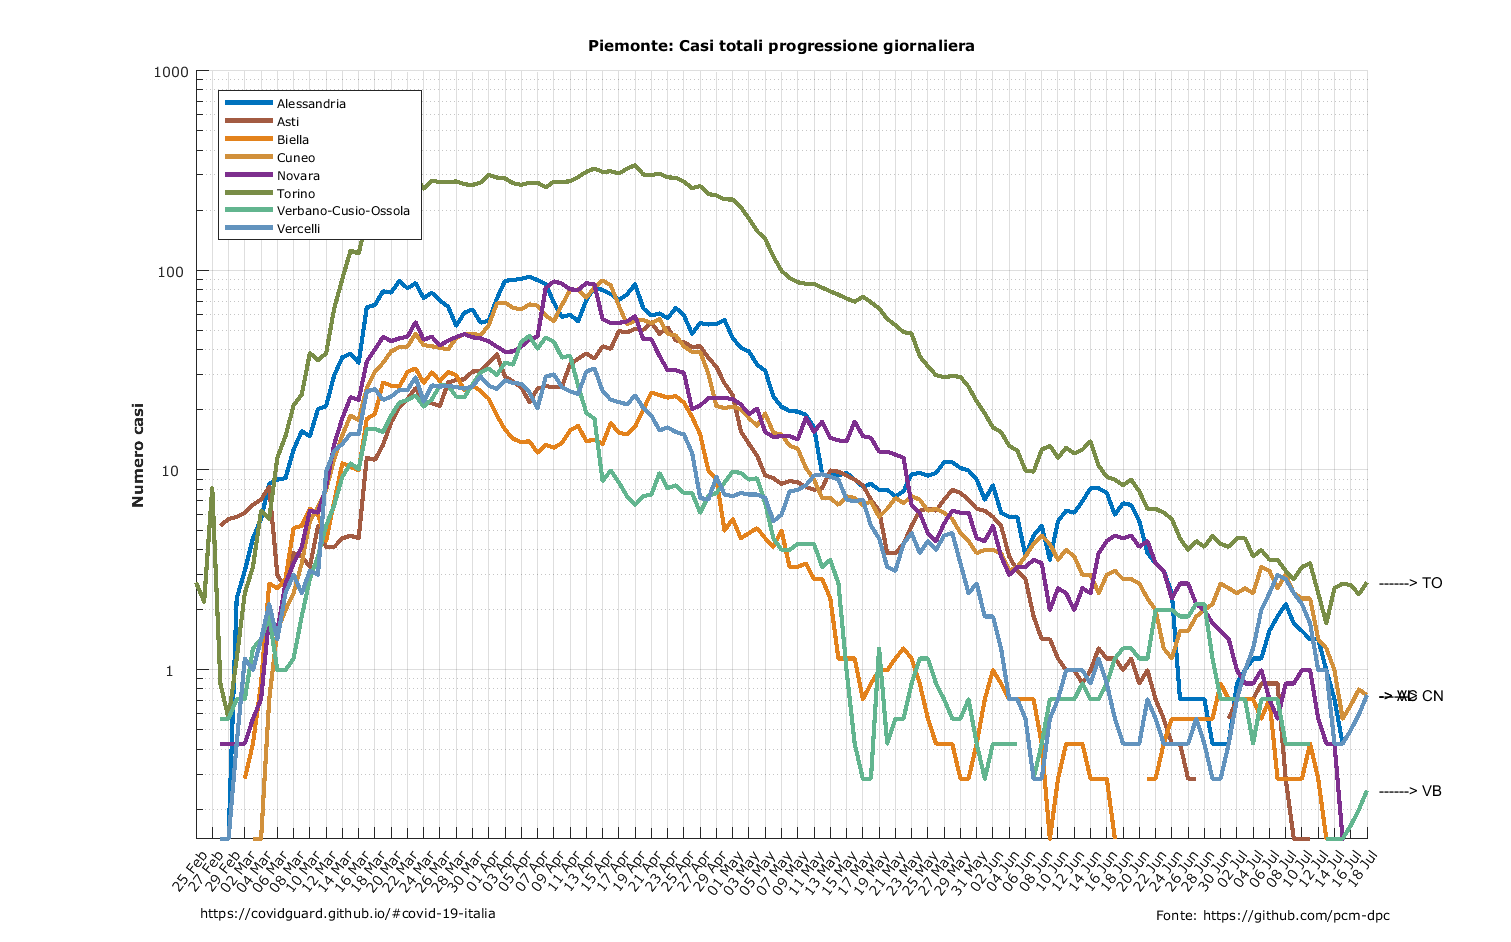 Piemonte: Casi totali progressione giornaliera
1000
100
10
1
Numero casi
Alessandria
Asti
Biella
Cuneo
Novara
Torino
Verbano-Cusio-Ossola
Vercelli
------> TO
CN
------> VB
25 Feb
27 Feb
29 Feb
02 Mar
04 Mar
06 Mar
08 Mar
10 Mar
12 Mar
14 Mar
16 Mar
18 Mar
20 Mar
22 Mar
24 Mar
26 Mar
28 Mar
30 Mar
01 Apr
03 Apr
05 Apr
07 Apr
09 Apr
11 Apr
13 Apr
15 Apr
17 Apr
19 Apr
21 Apr
23 Apr
25 Apr
27 Apr
29 Apr
01 May
03 May
05 May
07 May
09 May
11 May
13 May
15 May
17 May
19 May
21 May
23 May
25 May
27 May
29 May
31 May
02 Jun
04 Jun
06 Jun
08 Jun
10 Jun
12 Jun
14 Jun
16 Jun
18 Jun
20 Jun
22 Jun
24 Jun
26 Jun
28 Jun
30 Jun
02 Jul
04 Jul
06 Jul
08 Jul
10 Jul
12 Jul
14 Jul
16 Jul
18 Jul
https://covidguard.github.io/#covid-19-italia
Fonte: https://github.com/pcm-dpc